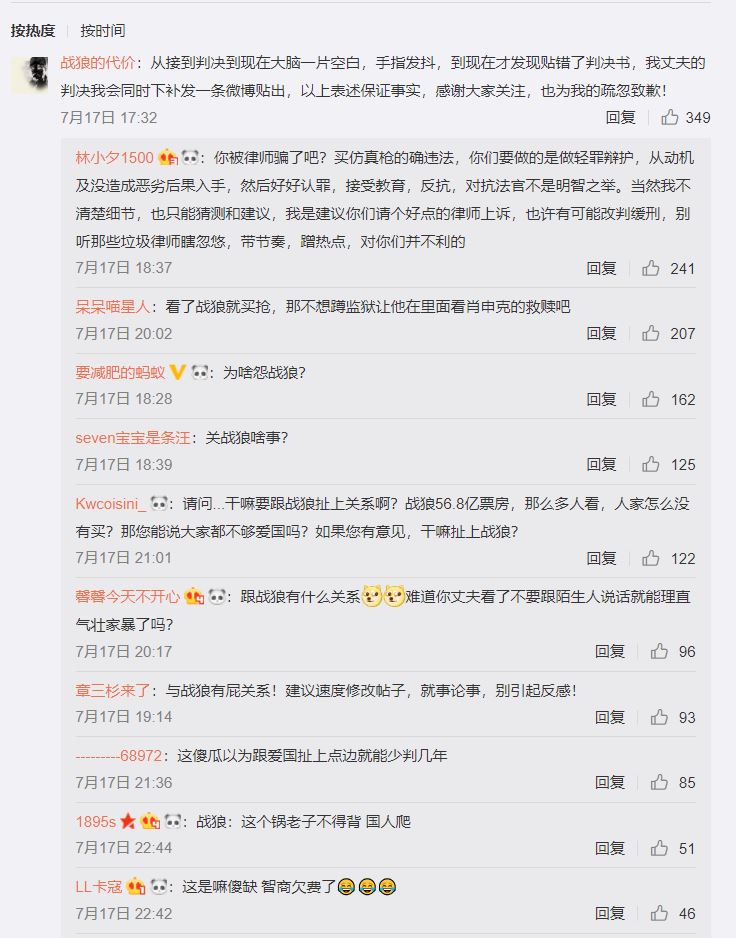 按热度 | 按时间
战狼的代价：从接到判决到现在大脑一片空白，手指发抖，到现在才发现贴错了判决书，我丈夫的
判决我会同时下补发一条微博贴出，以上表述保证事实，感谢大家关注，也为我的疏忽致歉！
7月17日 17:32 回复 349
林小夕1500：你被律师骗了吧？买仿真枪的确违法，你们要做的是做轻罪辩护，从动机
及没造成恶劣后果入手，然后好好认罪，接受教育，反抗，对抗法官不是明智之举。当然我不
清楚细节，也只能猜测和建议，我是建议你们请个好点的律师上诉，也许有可能改判缓刑，别
听那些垃圾律师瞎忽悠，带节奏，蹭热点，对你们并不利的
7月17日 18:37 回复 241
呆呆喵星人：看了战狼就买抢，那不想蹲监狱让他在里面看肖申克的救赎吧
7月17日 20:02 回复 207
要减肥的蚂蚁：为啥怨战狼？
7月17日 18:28 回复 162
seven宝宝是条汪：关战狼啥事？
7月17日 18:39 回复 125
Kwcoisini_：请问...干嘛要跟战狼扯上关系啊？战狼56.8亿票房，那么多人看，人家怎么没
有买？那您能说大家都不够爱国吗？如果您有意见，干嘛扯上战狼？
7月17日 21:01 回复 122
謦謦今天不开心：跟战狼有什么关系难道你丈夫看了不要跟陌生人说话就能理直
气壮家暴了吗？
7月17日 20:17 回复 96
章三杉来了：与战狼有屁关系！建议速度修改帖子，就事论事，别引起反感！
7月17日 19:14 回复 93
---------68972：这傻瓜以为跟爱国扯上点边就能少判几年
7月17日 21:36 回复 85
1895s：战狼：这个锅老子不得背 国人爬
7月17日 22:44 回复 51
LL卡寇：这是嘛傻缺 智商欠费了😂😂😂
7月17日 22:42 回复 46